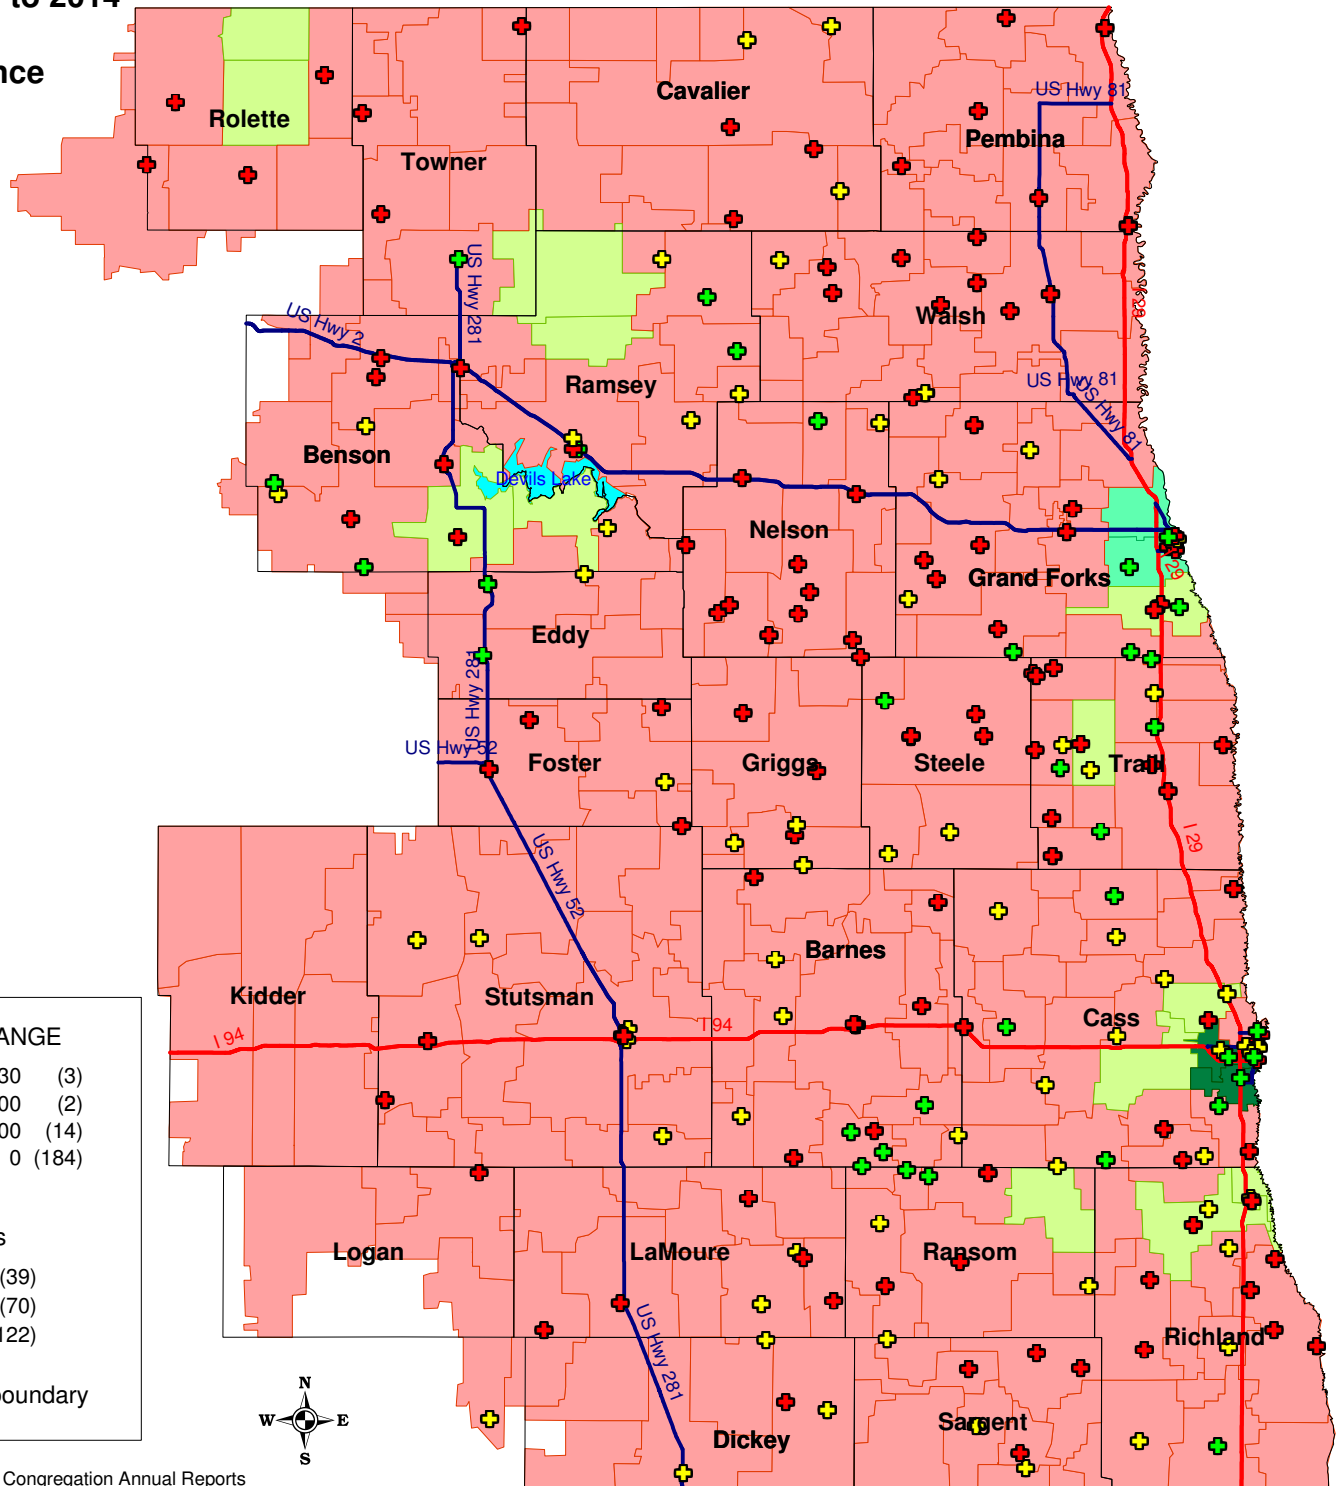 to 2014
nce
Rolette
Towner
Cavalier
Pembina
US Hwy 81
US Hwy 281
US Hwy 2
Ramsey
Walsh
US Hwy 81
US Hwy 81
Benson
Devils Lake
Nelson
Grand Forks
I 29
Eddy
US Hwy 281
US Hwy 52
Foster
Griggs
Steele
Traill
I 29
US Hwy 52
Barnes
Kidder
Stutsman
Cass
I 94
I 94
Logan
LaMoure
Ransom
US Hwy 281
Richland
Dickey
Sargent
ANGE
30 (3)
00 (2)
00 (14)
0 (184)
s
(39)
(70)
122)
boundary
N
W E
S
Congregation Annual Reports